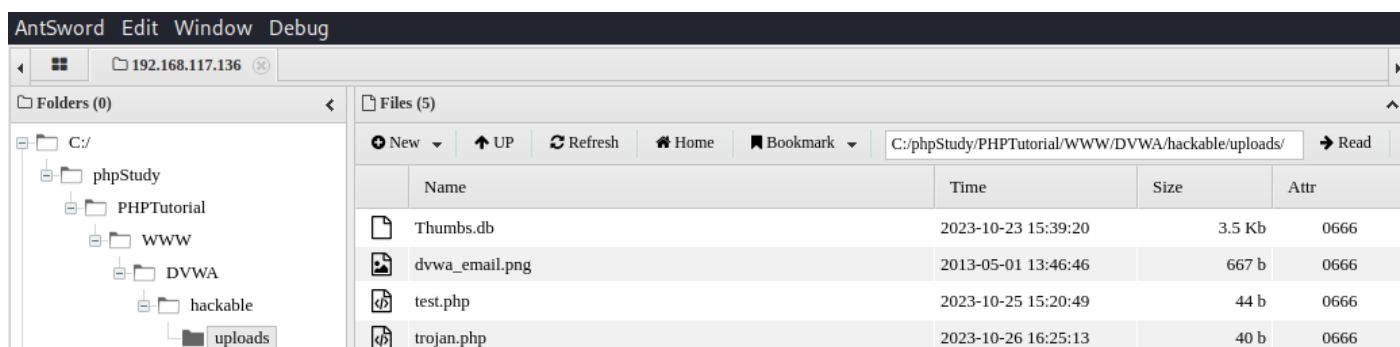 AntSword Edit Window Debug
192.168.117.136
Folders (0)
Files (5)
New UP Refresh Home Bookmark C:/phpStudy/PHPTutorial/WWW/DVWA/hackable/uploads/ Read
C:/
phpStudy
PHPTutorial
WWW
DVWA
hackable
uploads
Name Time Size Attr
Thumbs.db 2023-10-23 15:39:20 3.5 Kb 0666
dvwa_email.png 2013-05-01 13:46:46 667 b 0666
test.php 2023-10-25 15:20:49 44 b 0666
trojan.php 2023-10-26 16:25:13 40 b 0666